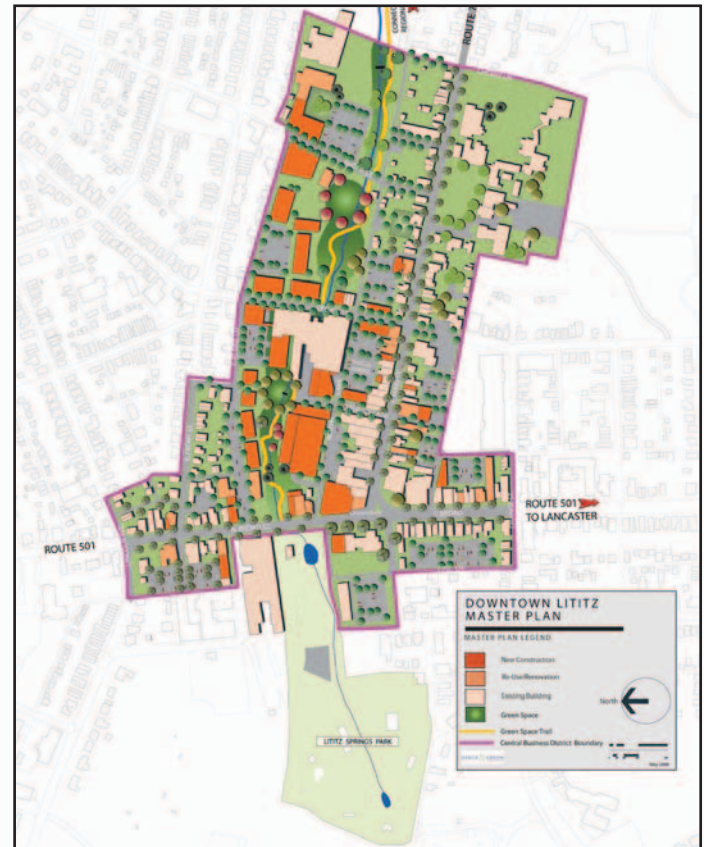 ROUTE 501
ROUTE 501
TO LANCASTER
LITITZ SPRINGS PARK
DOWNTOWN LITITZ
MASTER PLAN
MASTER PLAN LEGEND
New Construction
Re-Use/Renovation
Existing Building
Green Space
Green Space Trail
Central Business District Boundary
North